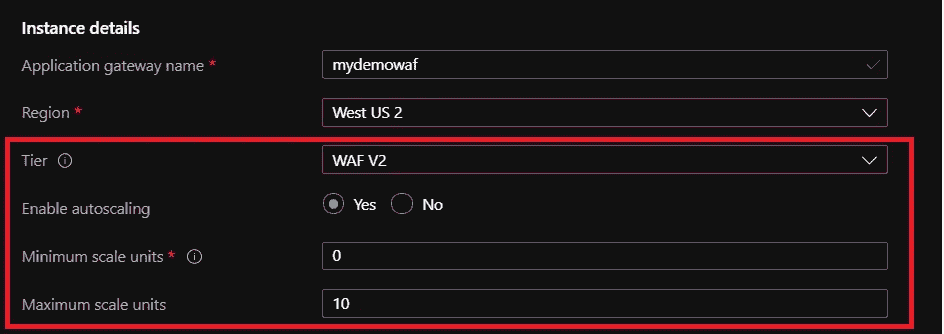 Instance details
Application gateway name * mydemowaf
Region * West US 2
Tier WAF V2
Enable autoscaling Yes No
Minimum scale units * 0
Maximum scale units 10